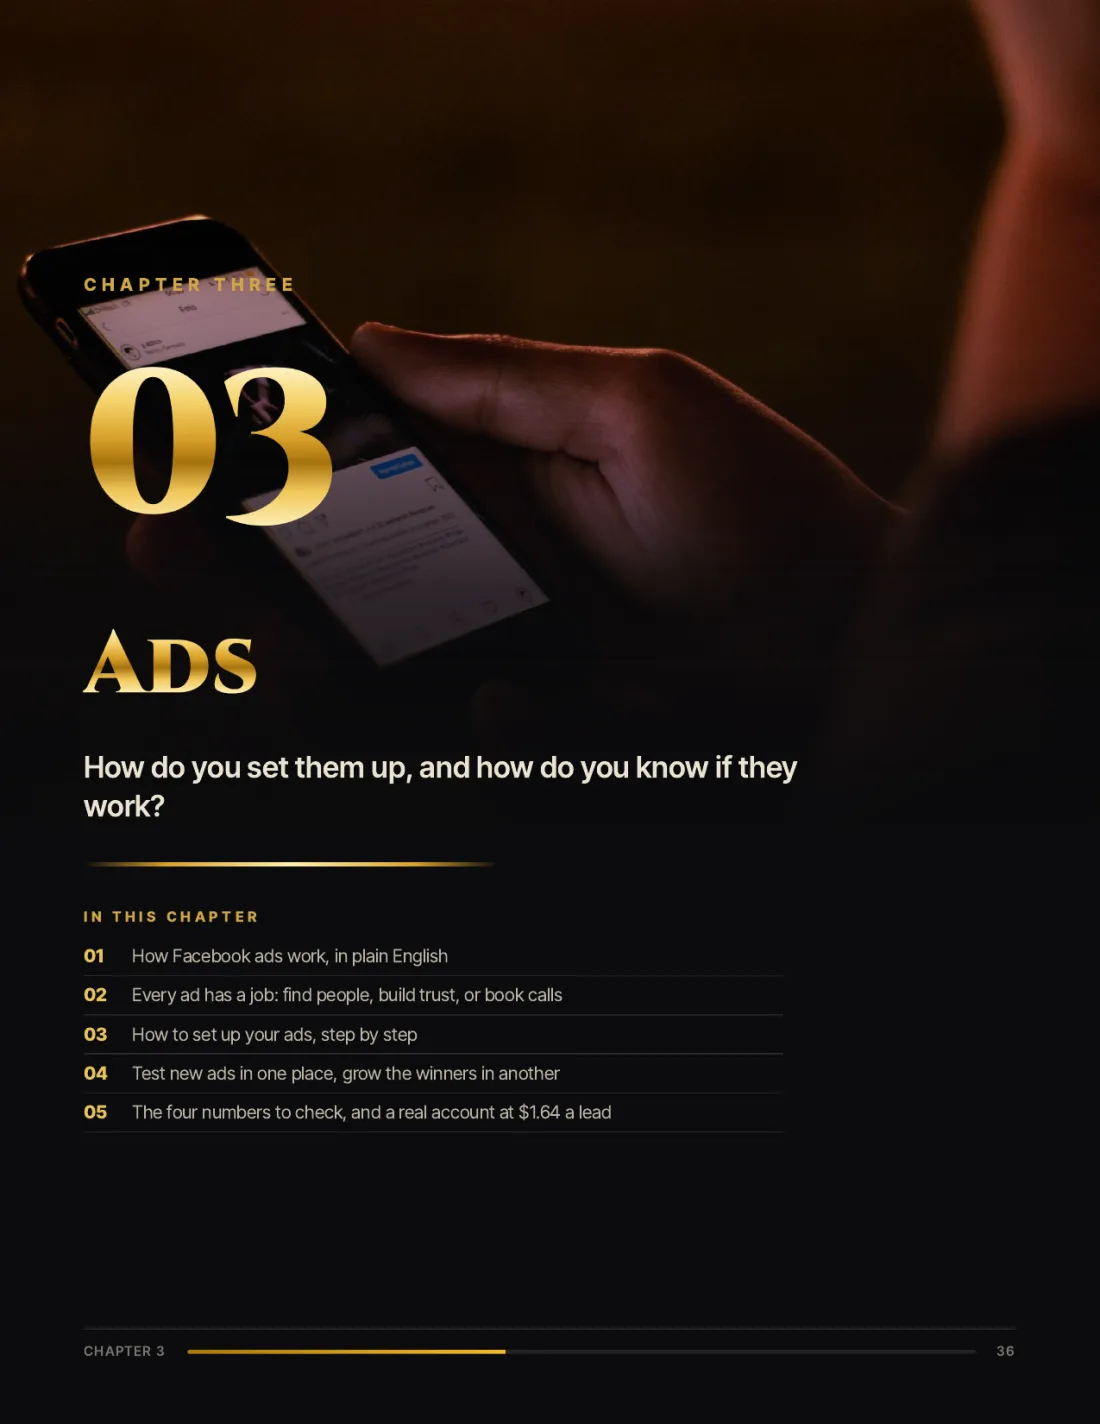 CHAPTER THREE
03
ADS
How do you set them up, and how do you know if they
work?
IN THIS CHAPTER
01 How Facebook ads work, in plain English
02 Every ad has a job: find people, build trust, or book calls
03 How to set up your ads, step by step
04 Test new ads in one place, grow the winners in another
05 The four numbers to check, and a real account at $1.64 a lead
CHAPTER 3 36